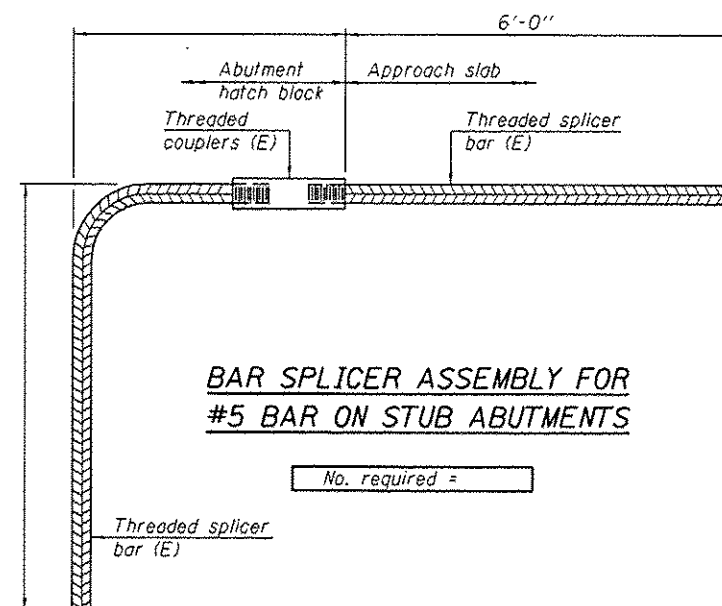 6'-0"
Abutment
hatch block
Approach slab
Threaded
couplers (E)
Threaded splicer
bar (E)
BAR SPLICER ASSEMBLY FOR
#5 BAR ON STUB ABUTMENTS
No. required =
Threaded splicer
bar (E)